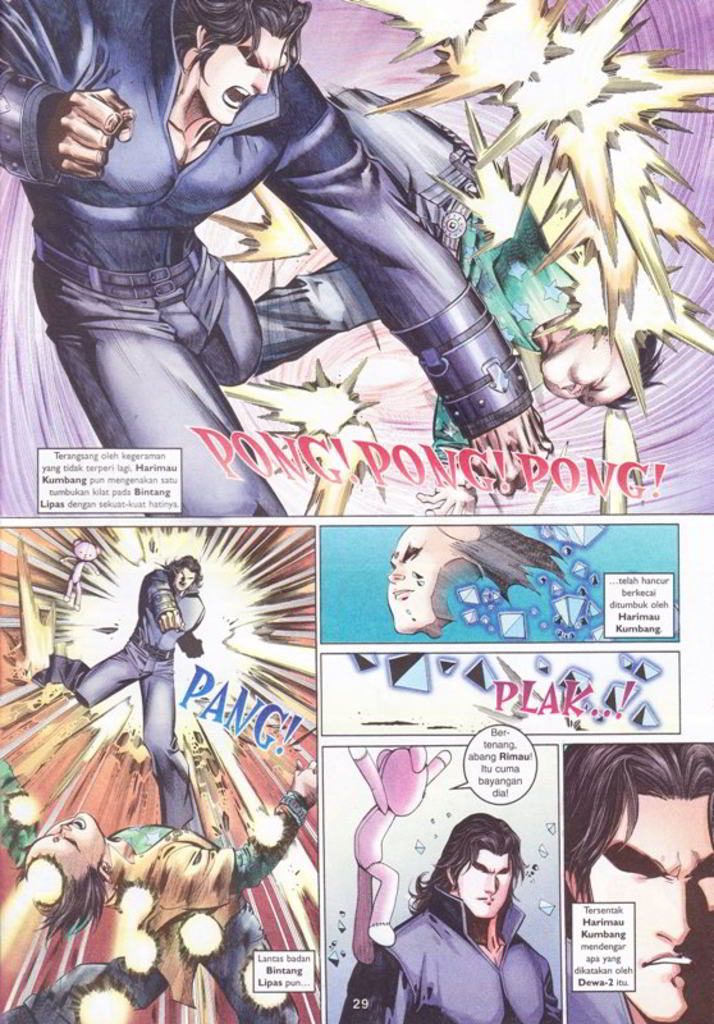 Terangsang oleh kegeraman
yang tidak terperi lagi, Harimau
Kumbang pun mengenakan satu
tumbukan kilat pada Bintang
Lipas dengan sekuat-kuat hatinya.
PONG! PONG! PONG!
PANG!
Lantas badan
Bintang
Lipas pun...
...telah hancur
berkecai
ditumbuk oleh
Harimau
Kumbang.
PLAK...!
Ber-
tenang,
abang Rimau!
Itu cuma
bayangan
dia!
Tersentak
Harimau
Kumbang
mendengar
apa yang
dikatakan oleh
Dewa-2 itu.
29